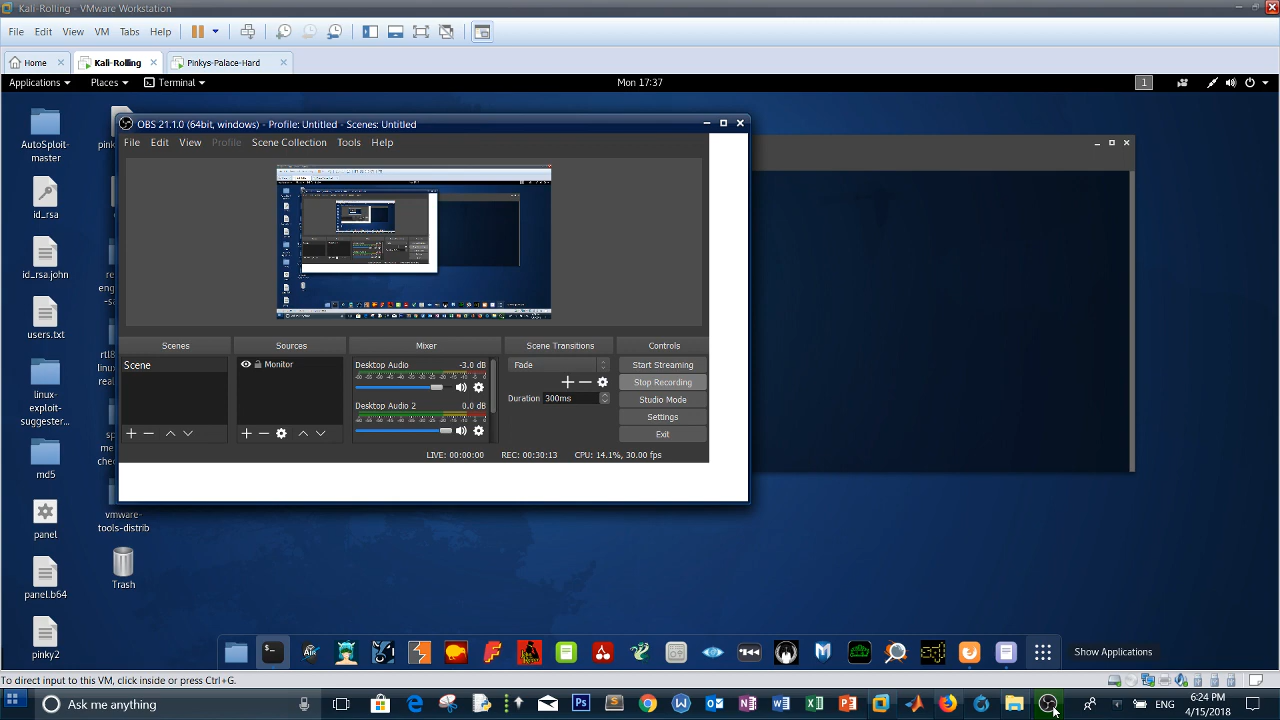 Kali-Rolling - VMware Workstation
File Edit View VM Tabs Help
Home Kali-Rolling Pinkys-Palace-Hard
Applications Places Terminal Mon 17:37 1
OBS 21.1.0 (64bit, windows) - Profile: Untitled - Scenes: Untitled
File Edit View Profile Scene Collection Tools Help
AutoSploit-
master
id_rsa
id_rsa.john
users.txt
linux-
exploit-
suggester...
md5
panel
panel.b64
pinky2
vmware-
tools-distrib
Trash
Scenes Sources Mixer Scene Transitions Controls
Scene Monitor
Desktop Audio -3.0 dB
Desktop Audio 2 0.0 dB
Fade
Duration 300ms
Start Streaming
Stop Recording
Studio Mode
Settings
Exit
LIVE: 00:00:00 REC: 00:30:13 CPU: 14.1%, 30.00 fps
Show Applications
To direct input to this VM, click inside or press Ctrl+G.
Ask me anything
ENG 6:24 PM
4/15/2018